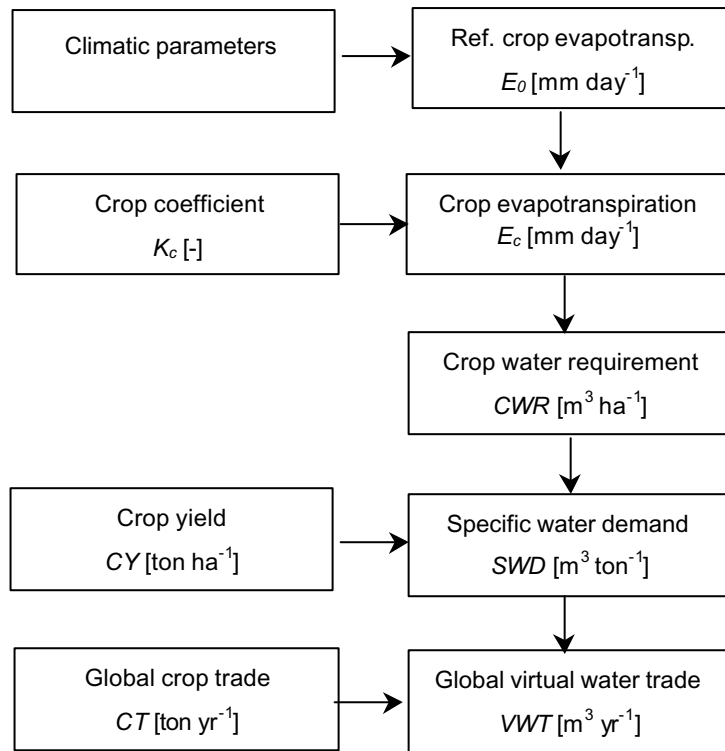 Climatic parameters
Ref. crop evapotransp.
E₀ [mm day⁻¹]
Crop coefficient
K꜀ [-]
Crop evapotranspiration
E꜀ [mm day⁻¹]
Crop water requirement
CWR [m³ ha⁻¹]
Crop yield
CY [ton ha⁻¹]
Specific water demand
SWD [m³ ton⁻¹]
Global crop trade
CT [ton yr⁻¹]
Global virtual water trade
VWT [m³ yr⁻¹]